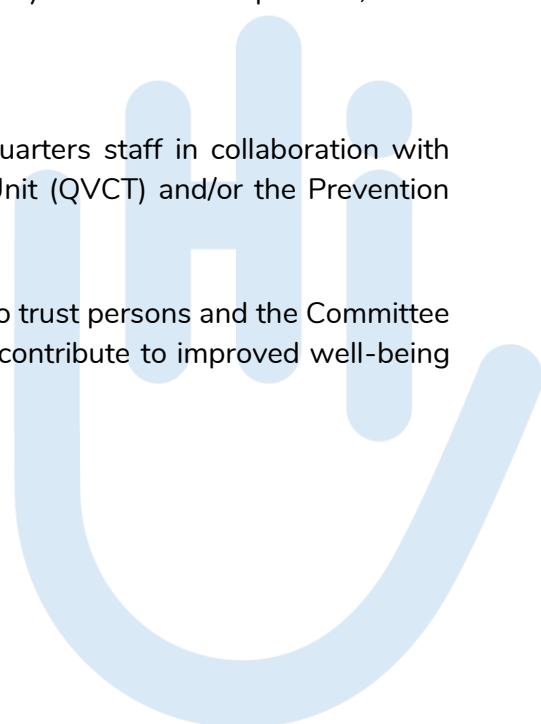 uarters staff in collaboration with
Unit (QVCT) and/or the Prevention
trust persons and the Committee
contribute to improved well-being